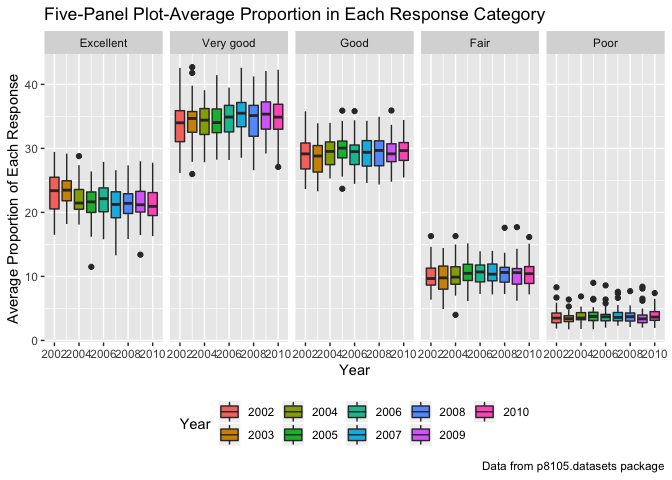 Five-Panel Plot-Average Proportion in Each Response Category
Excellent Very good Good Fair Poor
Average Proportion of Each Response
40
30
20
10
0
2002 2004 2006 2008 2010 2002 2004 2006 2008 2010 2002 2004 2006 2008 2010 2002 2004 2006 2008 2010 2002 2004 2006 2008 2010
Year
Year
2002 2004 2006 2008 2010
2003 2005 2007 2009
Data from p8105.datasets package